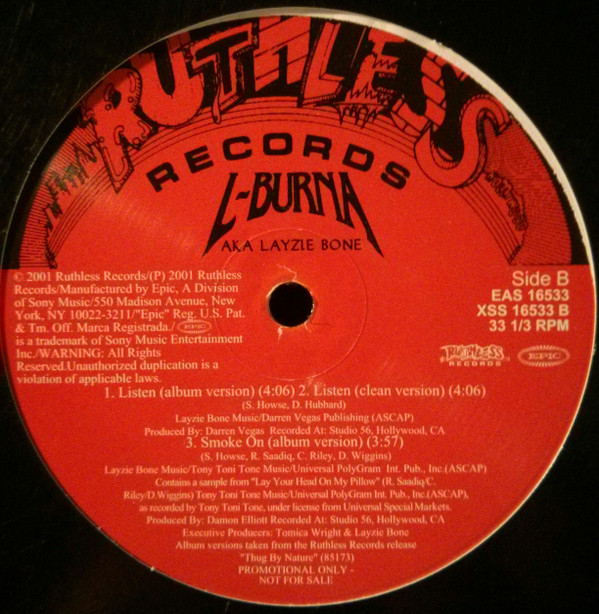 RUTHLESS
RECORDS
L-BURNA
AKA LAYZIE BONE
© 2001 Ruthless Records/(P) 2001 Ruthless
Records/Manufactured by Epic, A Division
of Sony Music/550 Madison Avenue, New
York, NY 10022-3211/"Epic" Reg. U.S. Pat.
& Tm. Off. Marca Registrada./ EPIC
is a trademark of Sony Music Entertainment
Inc./WARNING: All Rights
Reserved.Unauthorized duplication is a
violation of applicable laws.
Side B
EAS 16533
XSS 16533 B
33 1/3 RPM
RUTHLESS
RECORDS
EPIC
1. Listen (album version) (4:06) 2. Listen (clean version) (4:06)
(S. Howse, D. Hubbard)
Layzie Bone Music/Darren Vegas Publishing (ASCAP)
Produced By: Darren Vegas Recorded At: Studio 56, Hollywood, CA
3. Smoke On (album version) (3:57)
(S. Howse, R. Saadiq, C. Riley, D. Wiggins)
Layzie Bone Music/Tony Toni Tone Music/Universal PolyGram Int. Pub., Inc.(ASCAP)
Contains a sample from "Lay Your Head On My Pillow" (R. Saadiq/C.
Riley/D.Wiggins) Tony Toni Tone Music/Universal PolyGram Int. Pub., Inc.(ASCAP),
as recorded by Tony Toni Tone, under license from Universal Special Markets.
Produced By: Damon Elliott Recorded At: Studio 56, Hollywood, CA
Executive Producers: Tomica Wright & Layzie Bone
Album versions taken from the Ruthless Records release
"Thug By Nature" (85173)
PROMOTIONAL ONLY -
NOT FOR SALE